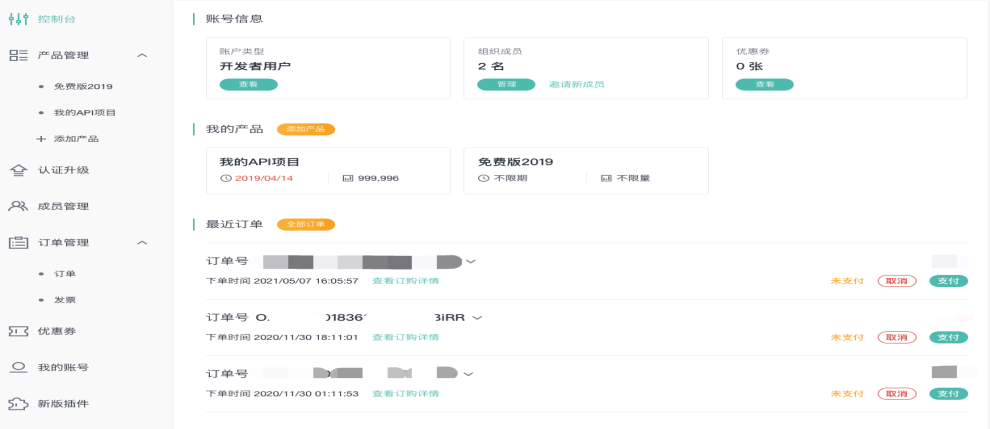 控制台
产品管理
免费版2019
我的API项目
添加产品
认证升级
成员管理
订单管理
订单
发票
优惠券
我的账号
新版插件
账号信息
账户类型
开发者用户
查看
组织成员
2 名
管理 邀请新成员
优惠券
0 张
查看
我的产品 添加产品
我的API项目
2019/04/14 999,996
免费版2019
不限期 不限量
最近订单 全部订单
订单号
下单时间 2021/05/07 16:05:57 查看订购详情 未支付 取消 支付
订单号
下单时间 2020/11/30 18:11:01 查看订购详情 未支付 取消 支付
订单号
下单时间 2020/11/30 01:11:53 查看订购详情 未支付 取消 支付